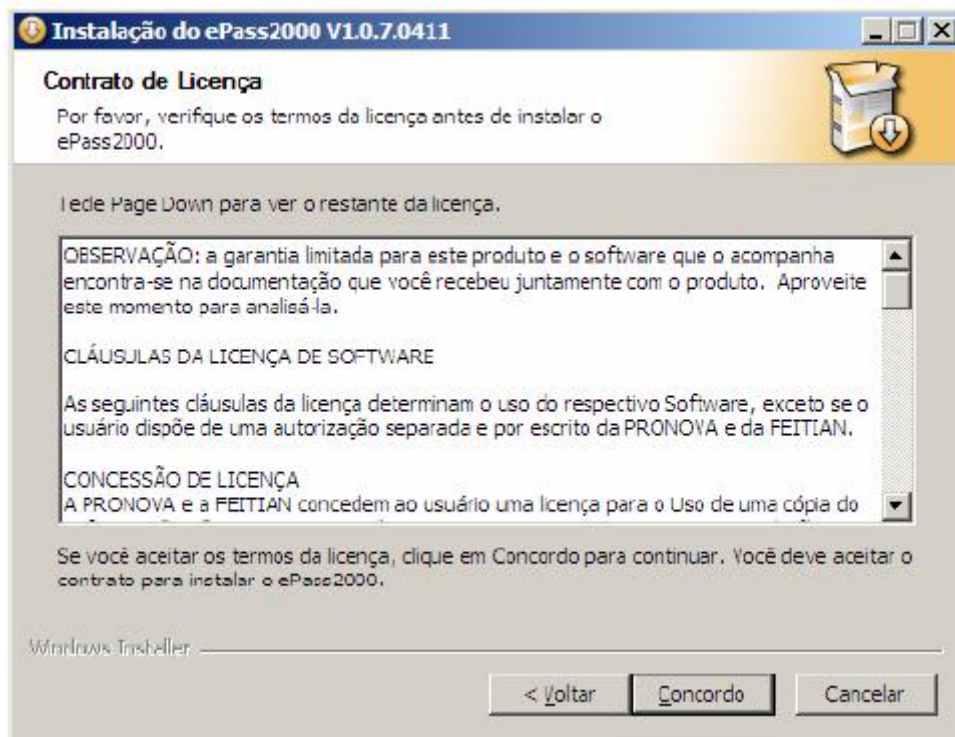 Instalação do ePass2000 V1.0.7.0411
Contrato de Licença
Por favor, verifique os termos da licença antes de instalar o
ePass2000.
Tecle Page Down para ver o restante da licença.
OBSERVAÇÃO: a garantia limitada para este produto e o software que o acompanha
encontra-se na documentação que você recebeu juntamente com o produto. Aproveite
este momento para analisá-la.
CLÁUSULAS DA LICENÇA DE SOFTWARE
As seguintes cláusulas da licença determinam o uso do respectivo Software, exceto se o
usuário dispõe de uma autorização separada e por escrito da PRONOVA e da FEITIAN.
CONCESSÃO DE LICENÇA
A PRONOVA e a FEITIAN concedem ao usuário uma licença para o Uso de uma cópia do
Se você aceitar os termos da licença, clique em Concordo para continuar. Você deve aceitar o
contrato para instalar o ePass2000.
Windows Installer
< Voltar
Concordo
Cancelar